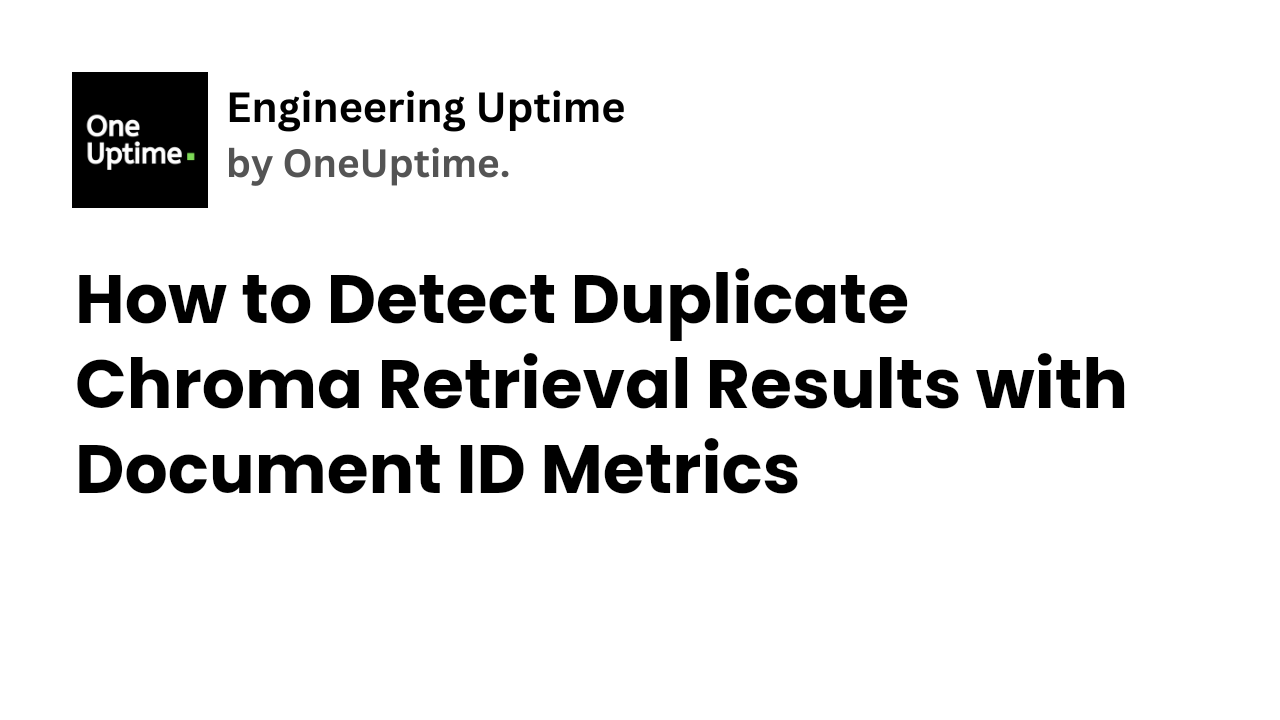 One
Uptime
Engineering Uptime
by OneUptime.
How to Detect Duplicate
Chroma Retrieval Results with
Document ID Metrics